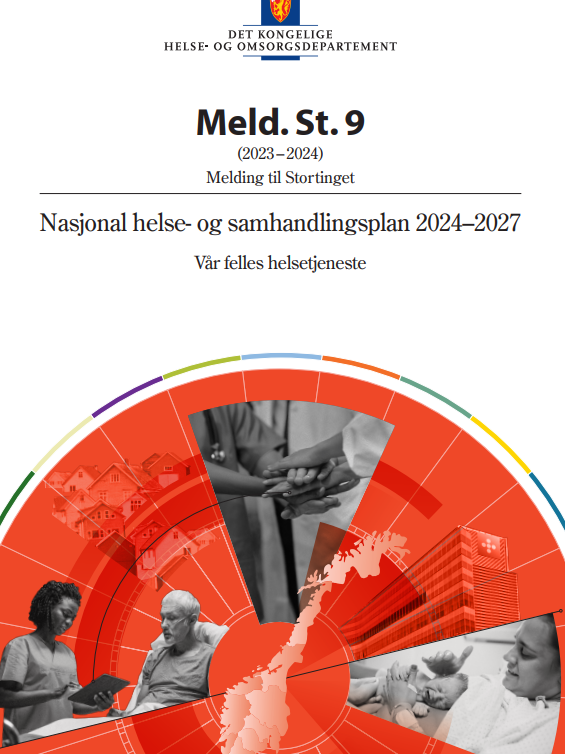 DET KONGELIGE
HELSE- OG OMSORGSDEPARTEMENT
Meld. St. 9
(2023–2024)
Melding til Stortinget
Nasjonal helse- og samhandlingsplan 2024–2027
Vår felles helsetjeneste